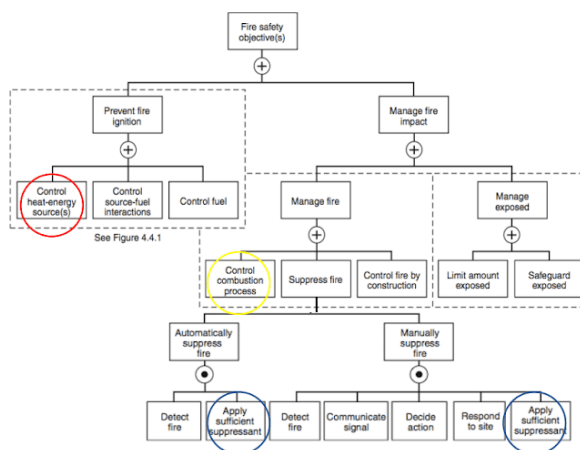 Fire safety
objective(s)
Prevent fire
ignition
Manage fire
impact
Control
heat-energy
source(s)
Control
source-fuel
interactions
Control fuel
See Figure 4.4.1
Manage fire
Manage
exposed
Control
combustion
process
Suppress fire
Control fire by
construction
Limit amount
exposed
Safeguard
exposed
Automatically
suppress
fire
Manually
suppress
fire
Detect
fire
Apply
sufficient
suppressant
Detect
fire
Communicate
signal
Decide
action
Respond
to site
Apply
sufficient
suppressant